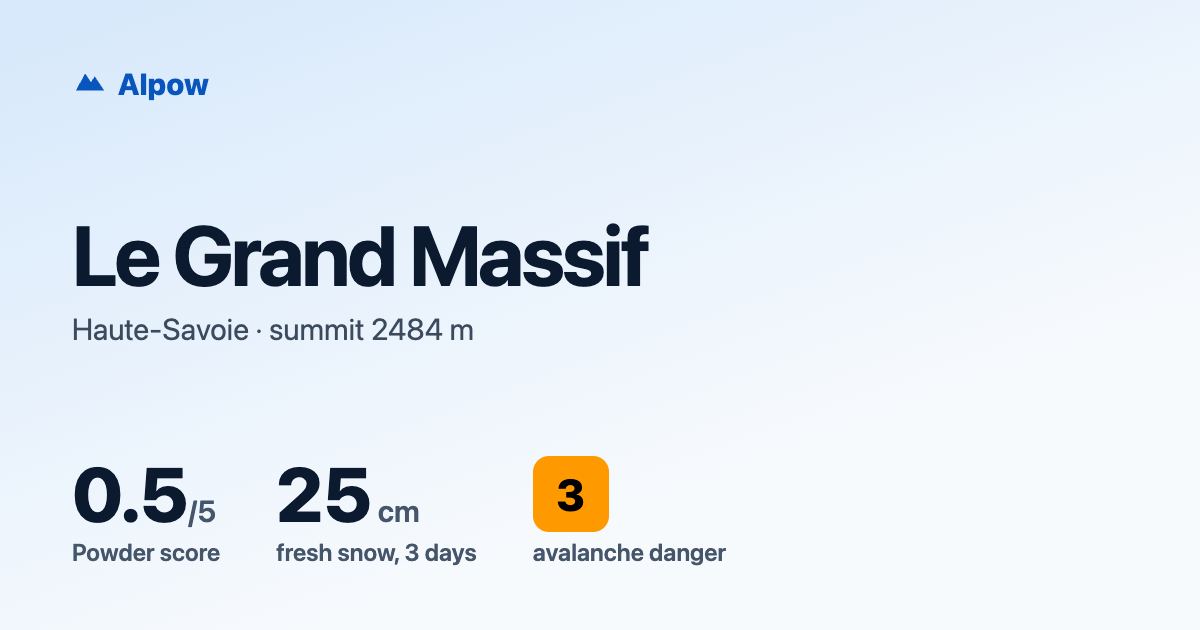 Alpow
Le Grand Massif
Haute-Savoie · summit 2484 m
0.5/5 25 cm 3
Powder score fresh snow, 3 days avalanche danger